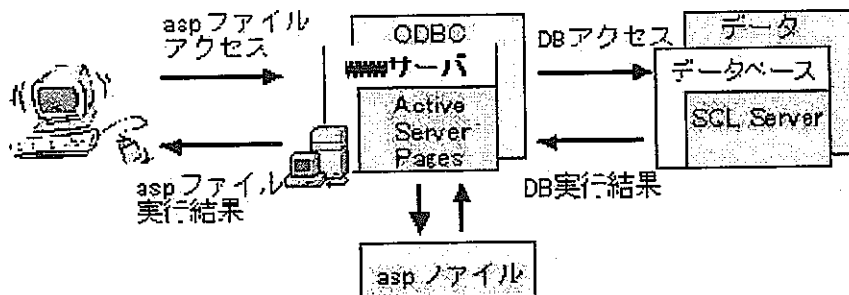 aspファイル
アクセス
ODBC
WWWサーバ
Active
Server
Pages
DBアクセス
データ
データベース
SCL Server
aspファイル
実行結果
DB実行結果
aspノァイル